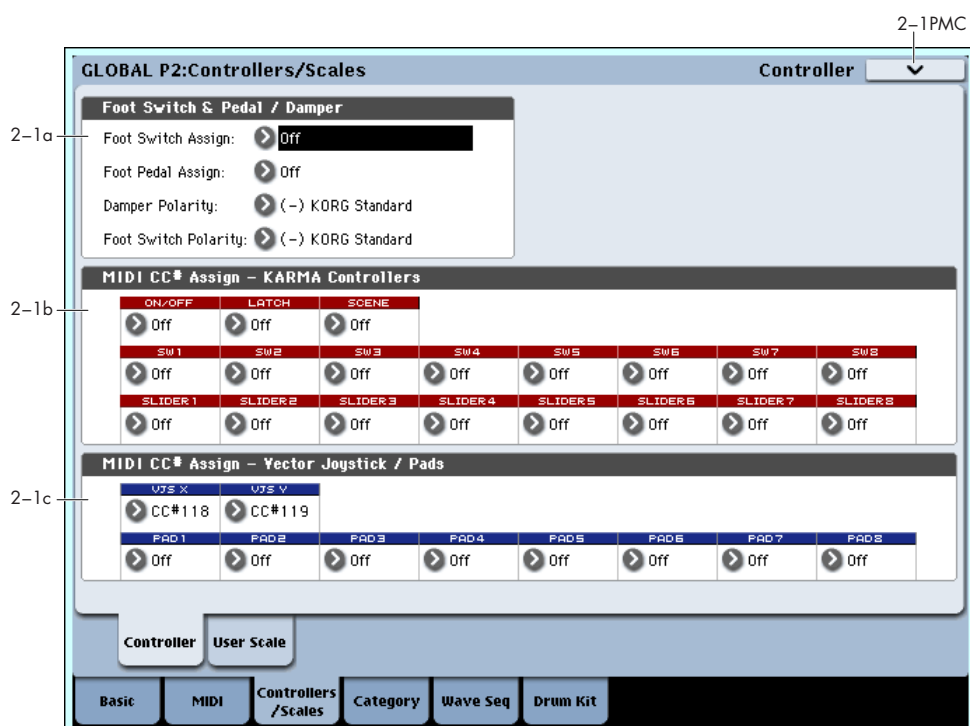 2–1PMC
GLOBAL P2:Controllers/Scales
Controller
Foot Switch & Pedal / Damper
2–1a
Foot Switch Assign: Off
Foot Pedal Assign: Off
Damper Polarity: (-) KORG Standard
Foot Switch Polarity: (-) KORG Standard
MIDI CC# Assign – KARMA Controllers
2–1b
ON/OFF LATCH SCENE
Off Off Off
SW1 SW2 SW3 SW4 SW5 SW6 SW7 SW8
Off Off Off Off Off Off Off Off
SLIDER1 SLIDER2 SLIDER3 SLIDER4 SLIDER5 SLIDER6 SLIDER7 SLIDER8
Off Off Off Off Off Off Off Off
MIDI CC# Assign – Vector Joystick / Pads
2–1c
VJS X VJS Y
CC#118 CC#119
PAD1 PAD2 PAD3 PAD4 PAD5 PAD6 PAD7 PAD8
Off Off Off Off Off Off Off Off
Controller User Scale
Basic MIDI Controllers /Scales Category Wave Seq Drum Kit